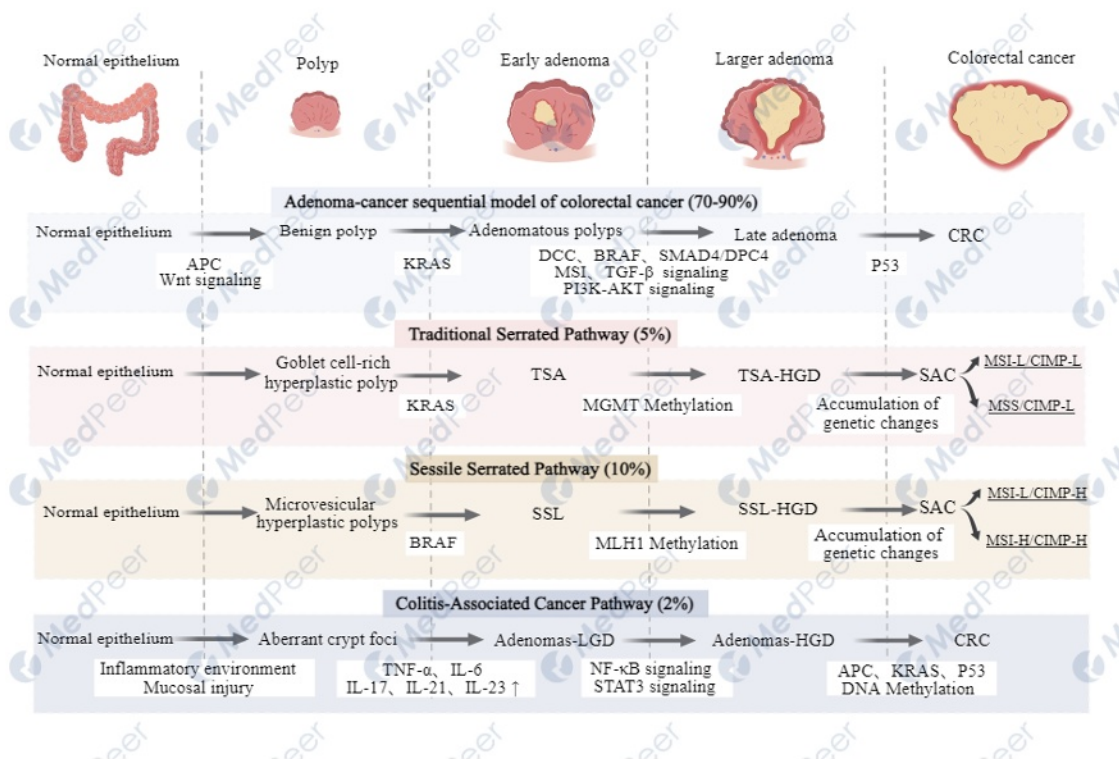 Normal epithelium
Polyp
Early adenoma
Larger adenoma
Colorectal cancer
Adenoma-cancer sequential model of colorectal cancer (70-90%)
Normal epithelium
Benign polyp
Adenomatous polyps
Late adenoma
CRC
APC
Wnt signaling
KRAS
DCC、BRAF、SMAD4/DPC4
MSI、TGF-β signaling
PI3K-AKT signaling
P53
Traditional Serrated Pathway (5%)
Normal epithelium
Goblet cell-rich
hyperplastic polyp
TSA
TSA-HGD
SAC
MSI-L/CIMP-L
MSS/CIMP-L
KRAS
MGMT Methylation
Accumulation of
genetic changes
Sessile Serrated Pathway (10%)
Normal epithelium
Microvesicular
hyperplastic polyps
SSL
SSL-HGD
SAC
MSI-L/CIMP-H
MSI-H/CIMP-H
BRAF
MLH1 Methylation
Accumulation of
genetic changes
Colitis-Associated Cancer Pathway (2%)
Normal epithelium
Aberrant crypt foci
Adenomas-LGD
Adenomas-HGD
CRC
Inflammatory environment
Mucosal injury
TNF-α、IL-6
IL-17、IL-21、IL-23 ↑
NF-κB signaling
STAT3 signaling
APC、KRAS、P53
DNA Methylation
MedPeer